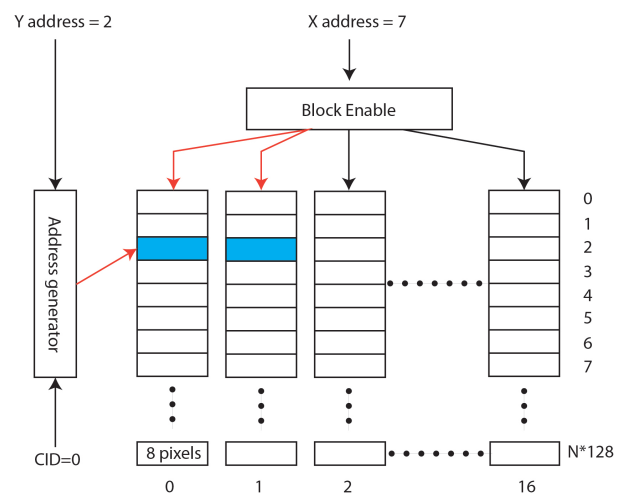 Y address = 2
X address = 7
Block Enable
Address generator
0
1
2
3
4
5
6
7
CID=0
8 pixels
N*128
0
1
2
16